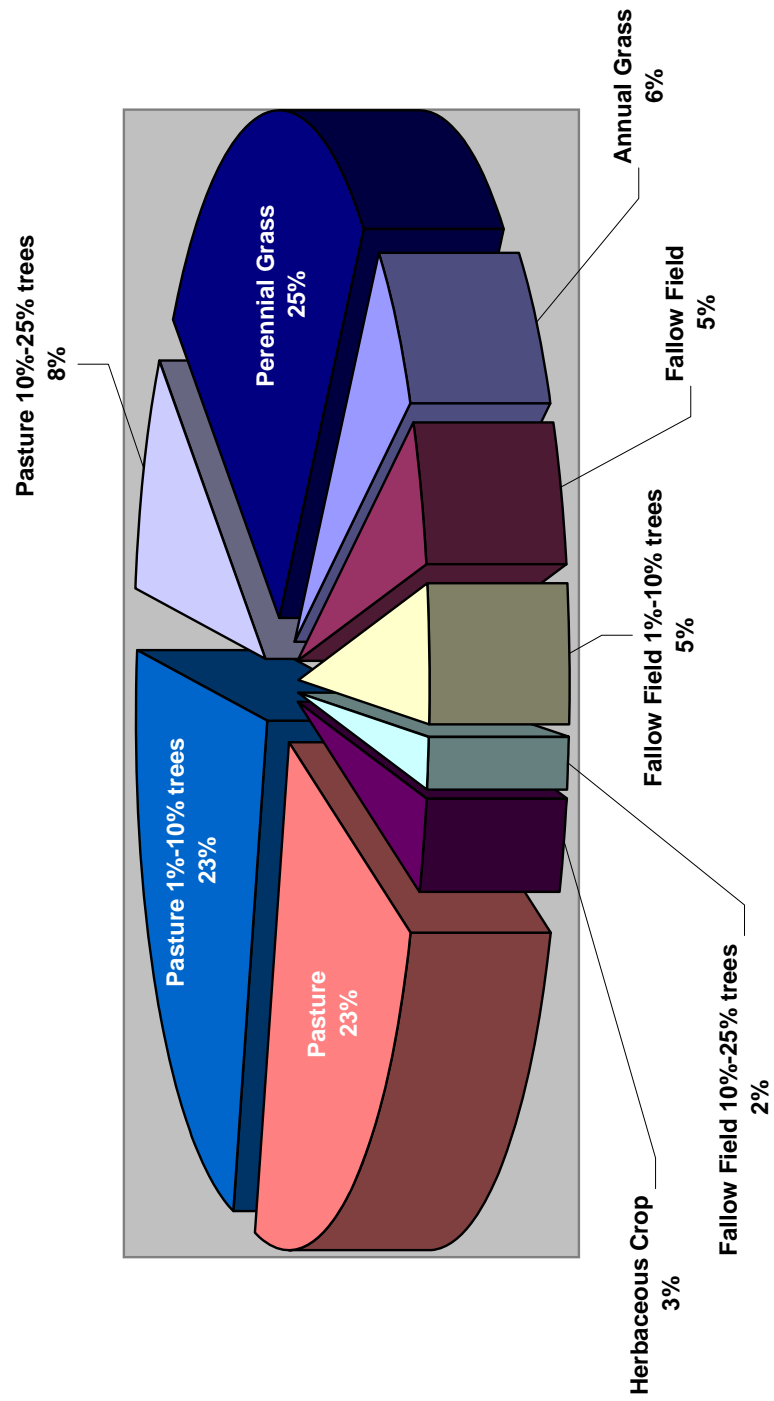 Pasture 10%-25% trees
8%
Perennial Grass
25%
Annual Grass
6%
Fallow Field
5%
Fallow Field 1%-10% trees
5%
Fallow Field 10%-25% trees
2%
Herbaceous Crop
3%
Pasture
23%
Pasture 1%-10% trees
23%